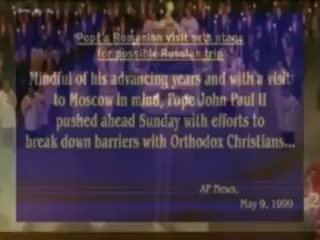 Pope's Romanian visit sets stage
for possible Russian trip
Mindful of his advancing years and with a visit
to Moscow in mind, Pope John Paul II
pushed ahead Sunday with efforts to
break down barriers with Orthodox Christians...
AP News,
May 9, 1999